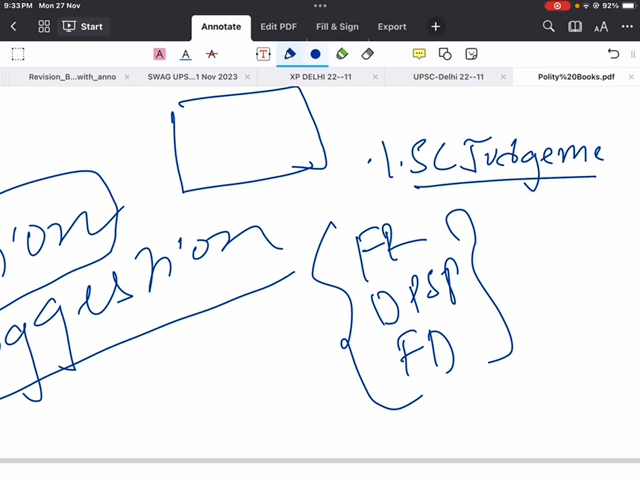 9:33 PM Mon 27 Nov
92%
Start
Annotate
Edit PDF
Fill & Sign
Export
Revision_B...with_anno
SWAG UPS...1 Nov 2023
XP DELHI 22--11
UPSC-Delhi 22--11
Polity%20Books.pdf
1. SC Judgeme
FR
DPSP
FD